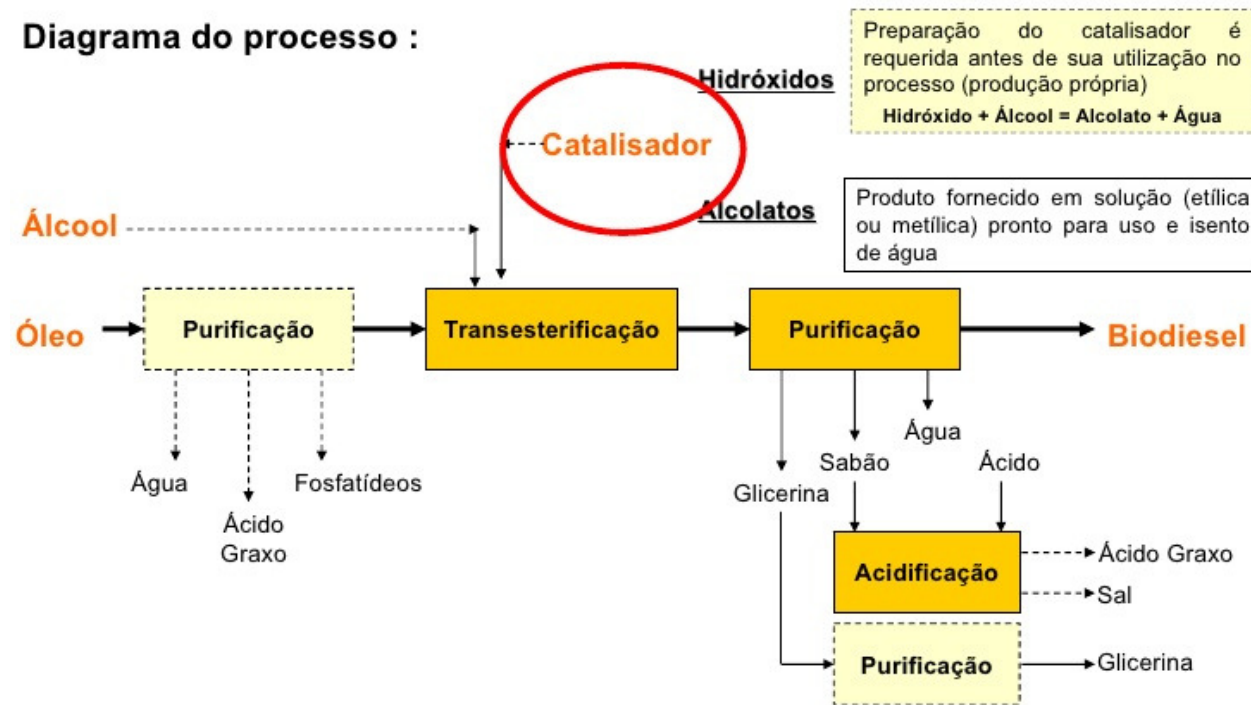 Diagrama do processo :
Preparação do catalisador é
requerida antes de sua utilização no
processo (produção própria)
Hidróxido + Álcool = Alcolato + Água
Hidróxidos
Catalisador
Alcolatos
Produto fornecido em solução (etílica
ou metílica) pronto para uso e isento
de água
Álcool
Óleo
Purificação
Transesterificação
Purificação
Biodiesel
Água
Ácido
Graxo
Fosfatídeos
Glicerina
Sabão
Água
Ácido
Acidificação
Ácido Graxo
Sal
Purificação
Glicerina